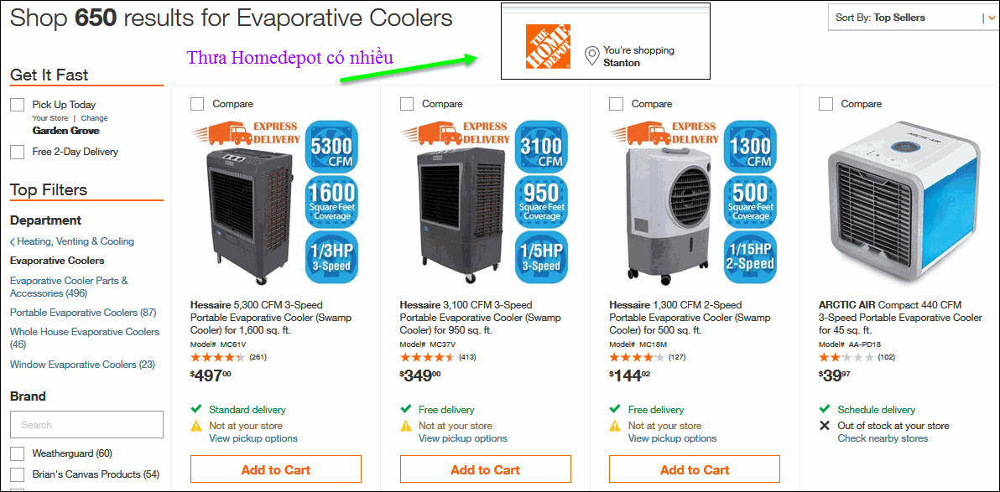 Shop 650 results for Evaporative Coolers
Sort By: Top Sellers
Thưa Homedepot có nhiều
THE HOME DEPOT
You're shopping
Stanton
Get It Fast
Pick Up Today
Your Store | Change
Garden Grove
Free 2-Day Delivery
Top Filters
Department
Heating, Venting & Cooling
Evaporative Coolers
Evaporative Cooler Parts &
Accessories (496)
Portable Evaporative Coolers (87)
Whole House Evaporative Coolers
(46)
Window Evaporative Coolers (23)
Brand
Search
Weatherguard (60)
Brian's Canvas Products (54)
Compare
EXPRESS
DELIVERY
5300
CFM
1600
Square Feet
Coverage
1/3HP
3-Speed
Hessaire 5,300 CFM 3-Speed
Portable Evaporative Cooler (Swamp
Cooler) for 1,600 sq. ft.
Model# MC61V
(261)
$49700
Standard delivery
Not at your store
View pickup options
Add to Cart
Compare
EXPRESS
DELIVERY
3100
CFM
950
Square Feet
Coverage
1/5HP
3-Speed
Hessaire 3,100 CFM 3-Speed
Portable Evaporative Cooler (Swamp
Cooler) for 950 sq. ft.
Model# MC37V
(413)
$34900
Free delivery
Not at your store
View pickup options
Add to Cart
Compare
EXPRESS
DELIVERY
1300
CFM
500
Square Feet
Coverage
1/15HP
2-Speed
Hessaire 1,300 CFM 2-Speed
Portable Evaporative Cooler (Swamp
Cooler) for 500 sq. ft.
Model# MC18M
(127)
$14402
Free delivery
Not at your store
View pickup options
Add to Cart
Compare
ARCTIC AIR
ARCTIC AIR Compact 440 CFM
3-Speed Portable Evaporative Cooler
for 45 sq. ft.
Model# AA-PD18
(102)
$3997
Schedule delivery
Out of stock at your store
Check nearby stores